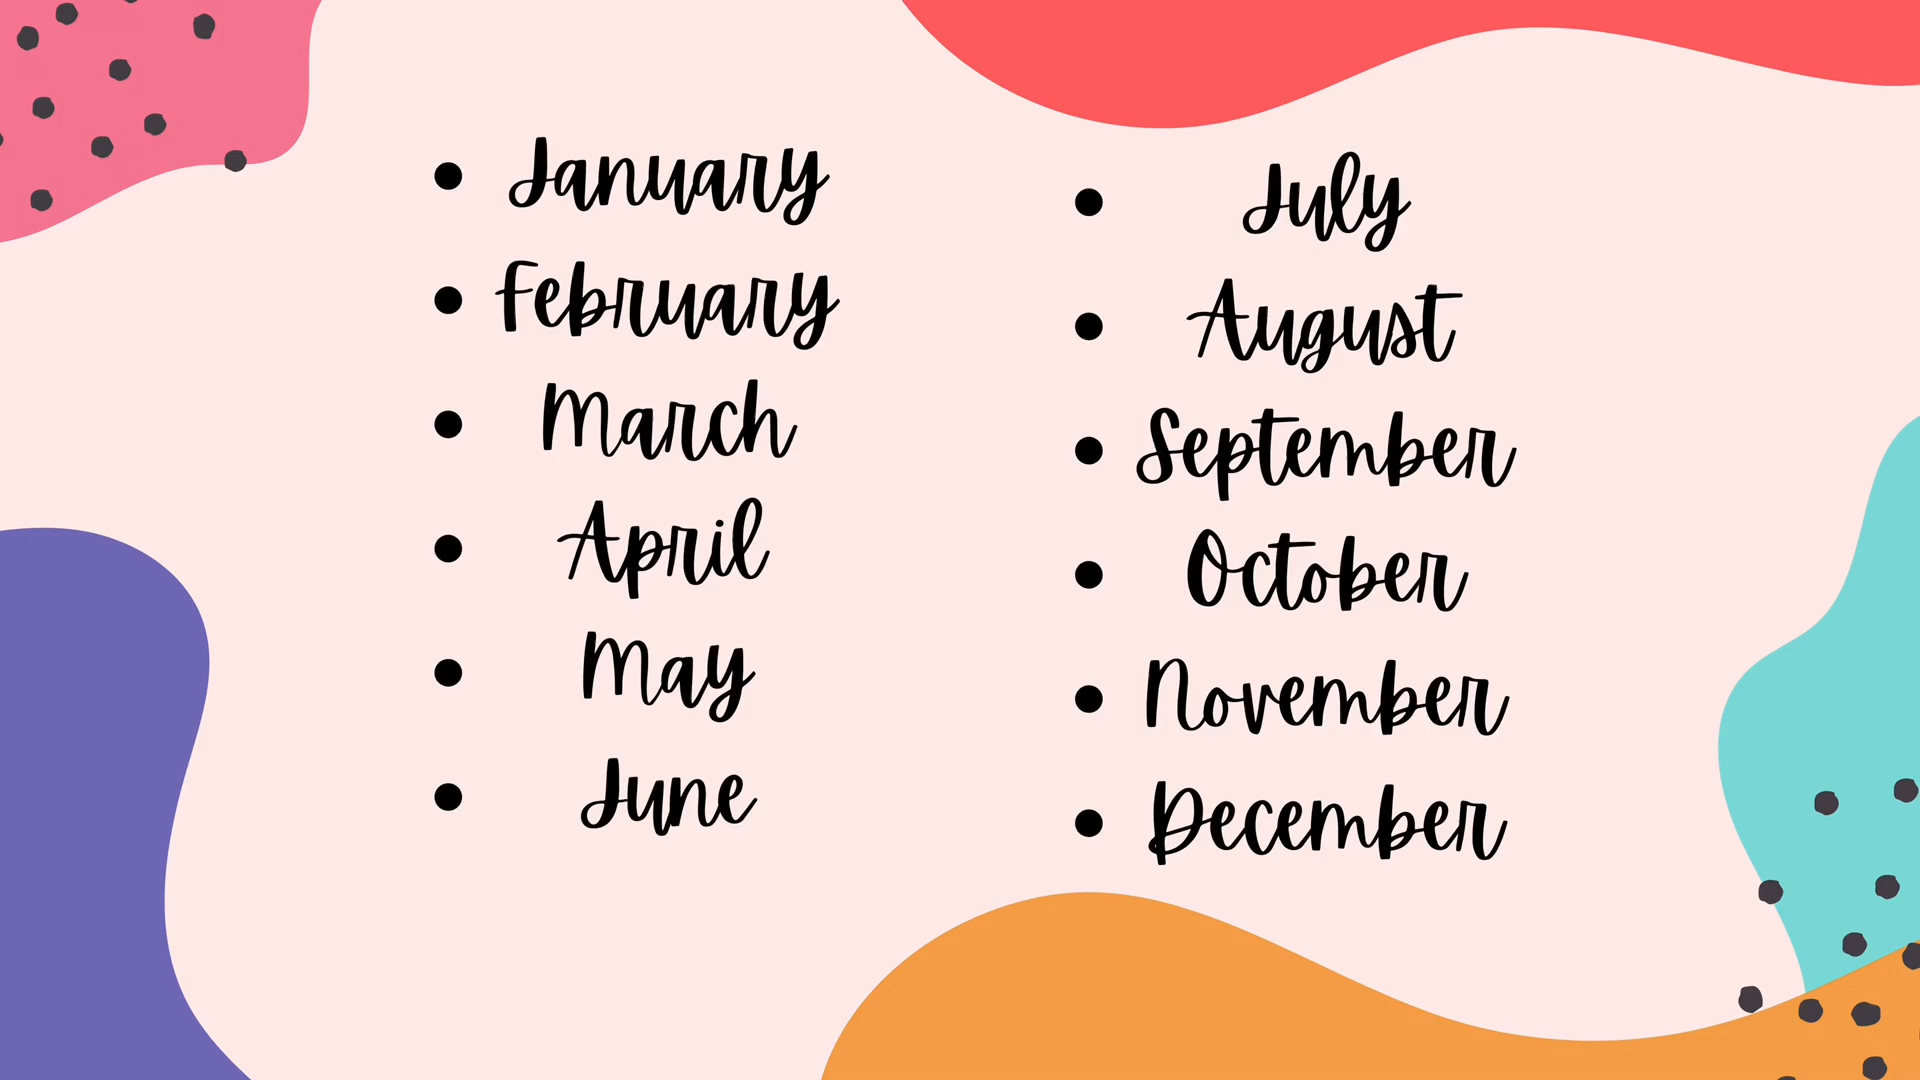 • January
• February
• March
• April
• May
• June
• July
• August
• September
• October
• November
• December